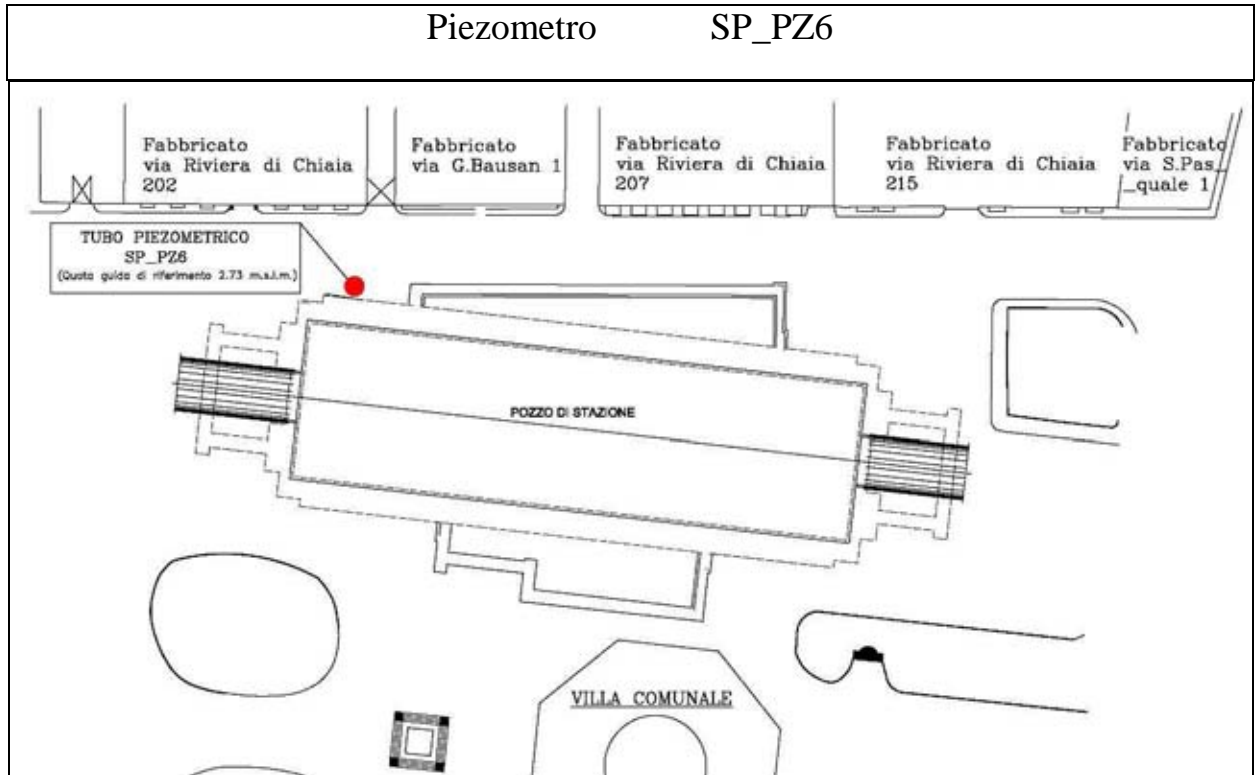 Piezometro SP_PZ6
Fabbricato
via Riviera di Chiaia
202
Fabbricato
via G.Bausan 1
Fabbricato
via Riviera di Chiaia
207
Fabbricato
via Riviera di Chiaia
215
Fabbricato
via S.Pas_
_quale 1
TUBO PIEZOMETRICO
SP_PZ6
(Quota guida di riferimento 2.73 m.s.l.m.)
POZZO DI STAZIONE
VILLA COMUNALE